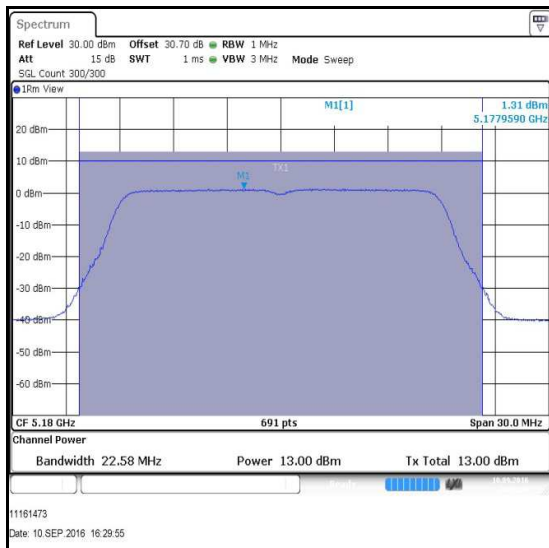 Spectrum
Ref Level 30.00 dBm Offset 30.70 dB RBW 1 MHz
Att 15 dB SWT 1 ms VBW 3 MHz Mode Sweep
SGL Count 300/300
1Rm View
M1[1] 1.31 dBm
5.1779590 GHz
20 dBm
10 dBm
TX1
M1
0 dBm
-10 dBm
-20 dBm
-30 dBm
-40 dBm
-50 dBm
-60 dBm
CF 5.18 GHz 691 pts Span 30.0 MHz
Channel Power
Bandwidth 22.58 MHz Power 13.00 dBm Tx Total 13.00 dBm
11161473
Date: 10.SEP.2016 16:29:55